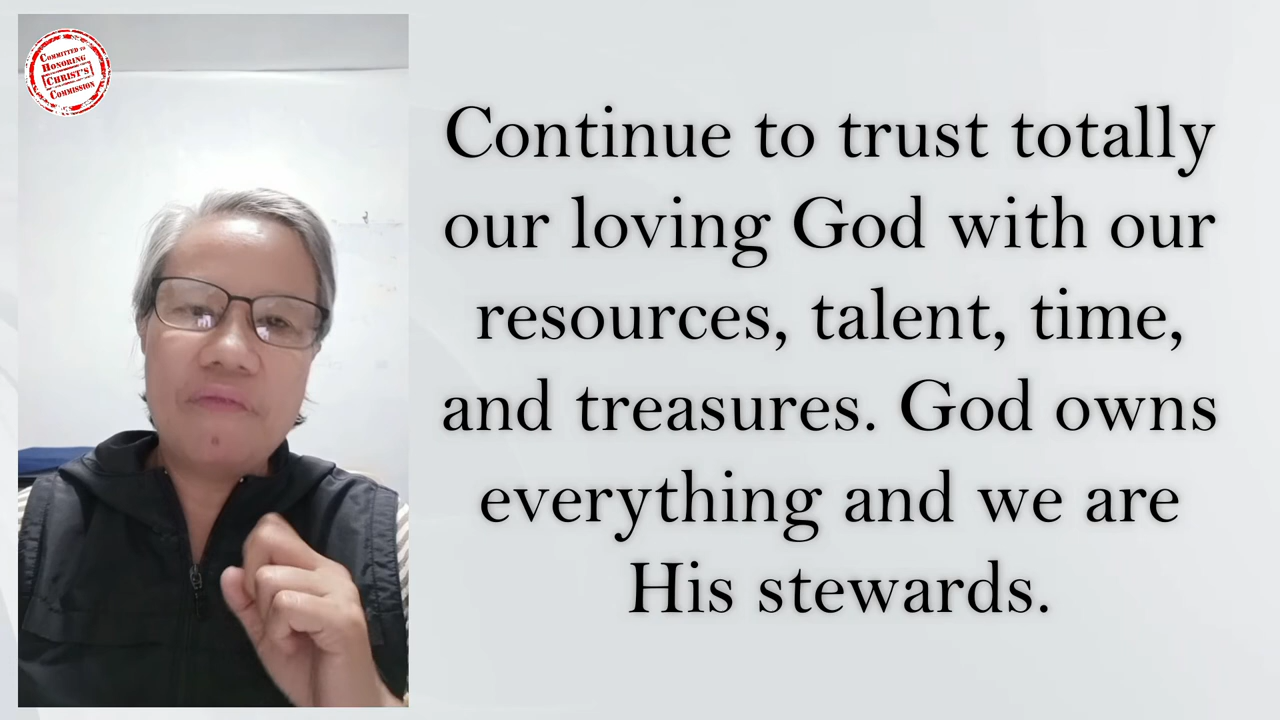 COMMITTED TO
HONORING
CHRIST'S
COMMISSION
Continue to trust totally
our loving God with our
resources, talent, time,
and treasures. God owns
everything and we are
His stewards.